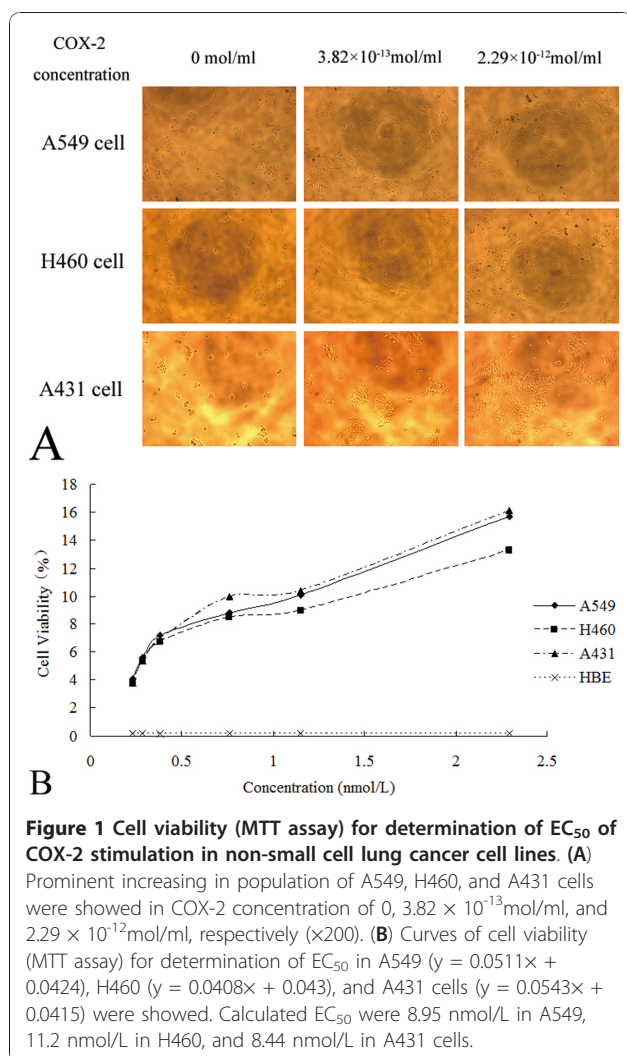 COX-2
concentration
0 mol/ml
3.82×10⁻¹³mol/ml
2.29×10⁻¹²mol/ml
A549 cell
H460 cell
A431 cell
A
18
16
14
12
10
8
6
4
2
0
Cell Viability (%)
A549
H460
A431
HBE
0
0.5
1
1.5
2
2.5
Concentration (nmol/L)
B
Figure 1 Cell viability (MTT assay) for determination of EC₅₀ of
COX-2 stimulation in non-small cell lung cancer cell lines. (A)
Prominent increasing in population of A549, H460, and A431 cells
were showed in COX-2 concentration of 0, 3.82 × 10⁻¹³mol/ml, and
2.29 × 10⁻¹²mol/ml, respectively (×200). (B) Curves of cell viability
(MTT assay) for determination of EC₅₀ in A549 (y = 0.0511× +
0.0424), H460 (y = 0.0408× + 0.043), and A431 cells (y = 0.0543× +
0.0415) were showed. Calculated EC₅₀ were 8.95 nmol/L in A549,
11.2 nmol/L in H460, and 8.44 nmol/L in A431 cells.